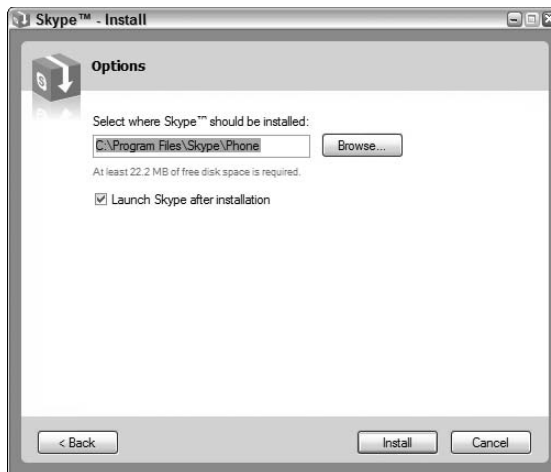 Skype™ - Install
Options
Select where Skype™ should be installed:
C:\Program Files\Skype\Phone
Browse...
At least 22.2 MB of free disk space is required.
Launch Skype after installation
< Back
Install
Cancel